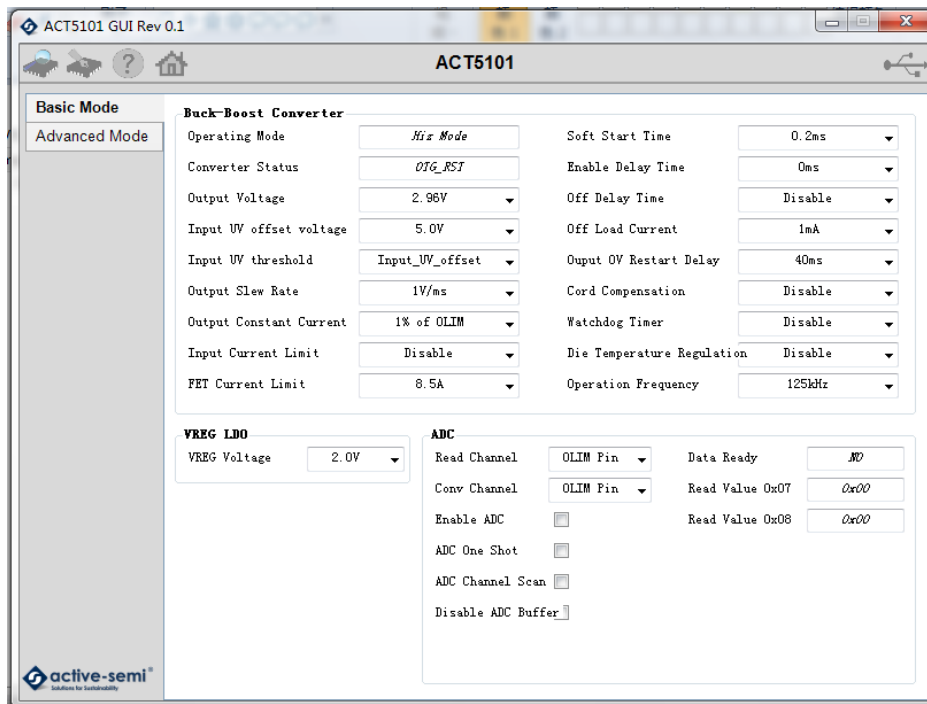 ACT5101 GUI Rev 0.1
ACT5101
Basic Mode
Advanced Mode
Buck-Boost Converter
Operating Mode Hiz Mode
Converter Status OTG_RST
Output Voltage 2.96V
Input UV offset voltage 5.0V
Input UV threshold Input_UV_offset
Output Slew Rate 1V/ms
Output Constant Current 1% of OLIM
Input Current Limit Disable
FET Current Limit 8.5A
Soft Start Time 0.2ms
Enable Delay Time 0ms
Off Delay Time Disable
Off Load Current 1mA
Ouput OV Restart Delay 40ms
Cord Compensation Disable
Watchdog Timer Disable
Die Temperature Regulation Disable
Operation Frequency 125kHz
VREG LDO
VREG Voltage 2.0V
ADC
Read Channel OLIM Pin
Conv Channel OLIM Pin
Enable ADC
ADC One Shot
ADC Channel Scan
Disable ADC Buffer
Data Ready NO
Read Value 0x07 0x00
Read Value 0x08 0x00
active-semi®
Solutions for Sustainability